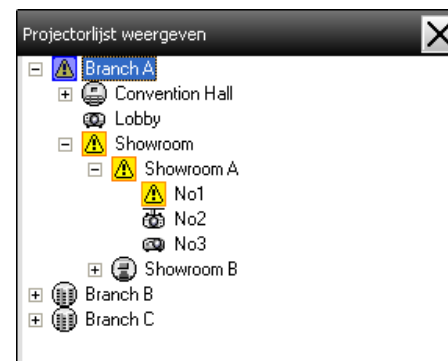 Projectorlijst weergeven
Branch A
Convention Hall
Lobby
Showroom
Showroom A
No1
No2
No3
Showroom B
Branch B
Branch C